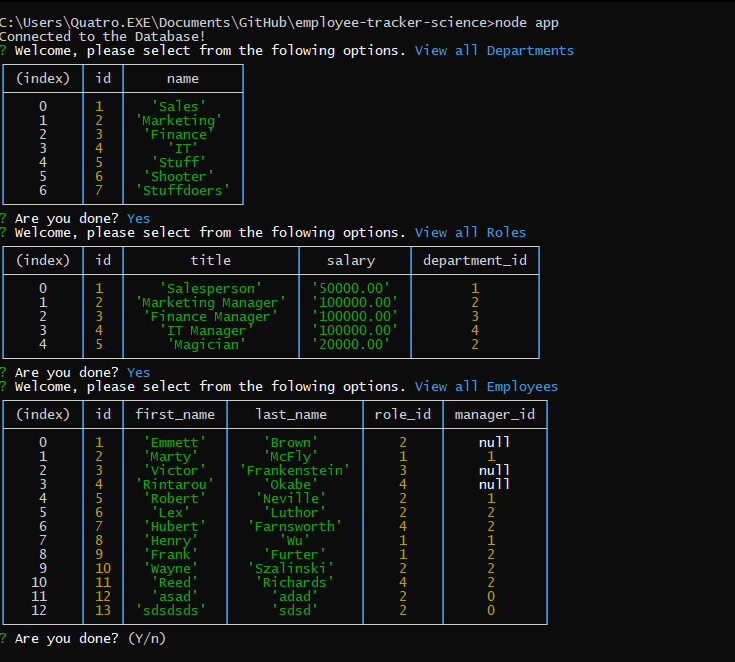 C:\Users\Quatro.EXE\Documents\GitHub\employee-tracker-science>node app
Connected to the Database!
? Welcome, please select from the folowing options. View all Departments
(index) id name
0 1 'Sales'
1 2 'Marketing'
2 3 'Finance'
3 4 'IT'
4 5 'Stuff'
5 6 'Shooter'
6 7 'Stuffdoers'
? Are you done? Yes
? Welcome, please select from the folowing options. View all Roles
(index) id title salary department_id
0 1 'Salesperson' '50000.00' 1
1 2 'Marketing Manager' '100000.00' 2
2 3 'Finance Manager' '100000.00' 3
3 4 'IT Manager' '100000.00' 4
4 5 'Magician' '20000.00' 2
? Are you done? Yes
? Welcome, please select from the folowing options. View all Employees
(index) id first_name last_name role_id manager_id
0 1 'Emmett' 'Brown' 2 null
1 2 'Marty' 'McFly' 1 1
2 3 'Victor' 'Frankenstein' 3 null
3 4 'Rintarou' 'Okabe' 4 null
4 5 'Robert' 'Neville' 2 1
5 6 'Lex' 'Luthor' 2 2
6 7 'Hubert' 'Farnsworth' 4 2
7 8 'Henry' 'Wu' 1 1
8 9 'Frank' 'Furter' 1 2
9 10 'Wayne' 'Szalinski' 2 2
10 11 'Reed' 'Richards' 4 2
11 12 'asad' 'adad' 2 0
12 13 'sdsdsds' 'sdsd' 2 0
? Are you done? (Y/n)